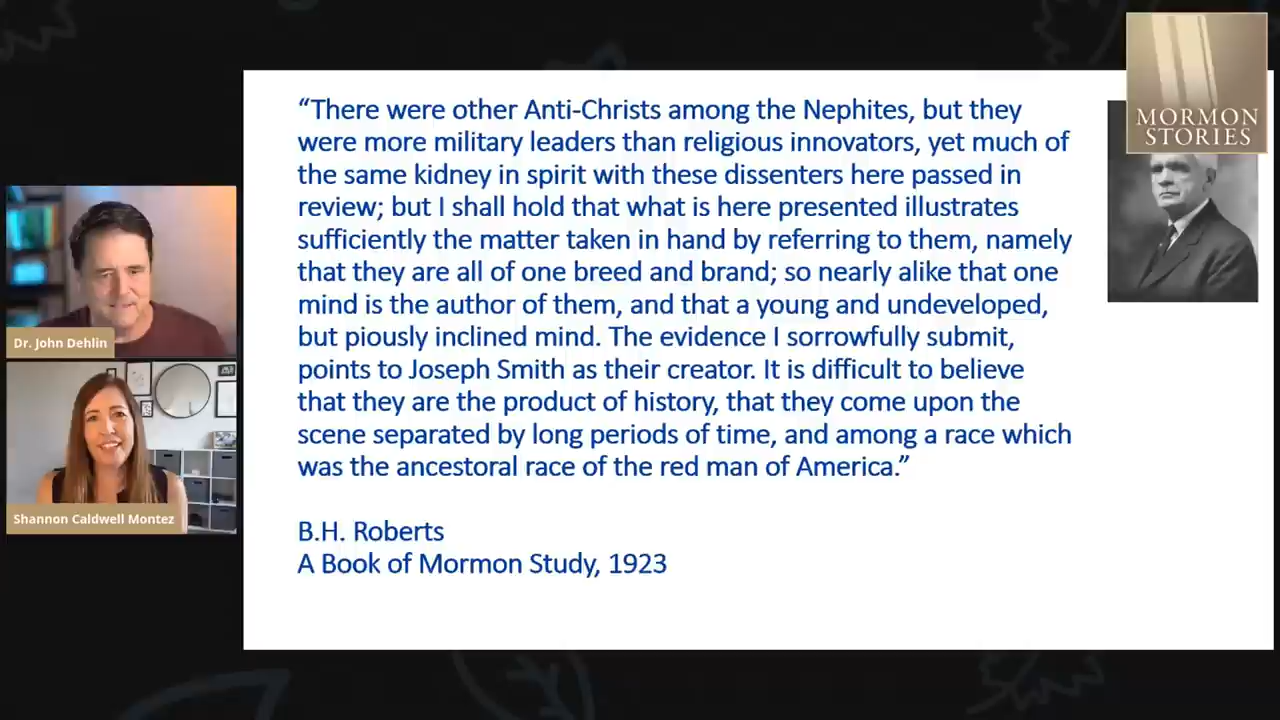 MORMON
STORIES
“There were other Anti-Christs among the Nephites, but they
were more military leaders than religious innovators, yet much of
the same kidney in spirit with these dissenters here passed in
review; but I shall hold that what is here presented illustrates
sufficiently the matter taken in hand by referring to them, namely
that they are all of one breed and brand; so nearly alike that one
mind is the author of them, and that a young and undeveloped,
but piously inclined mind. The evidence I sorrowfully submit,
points to Joseph Smith as their creator. It is difficult to believe
that they are the product of history, that they come upon the
scene separated by long periods of time, and among a race which
was the ancestoral race of the red man of America.”
B.H. Roberts
A Book of Mormon Study, 1923
Dr. John Dehlin
Shannon Caldwell Montez